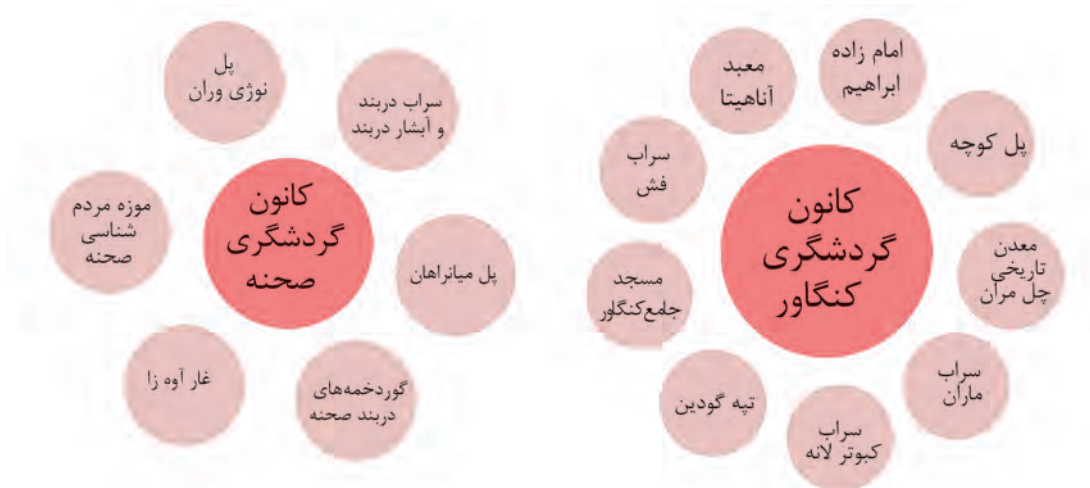 کانون
گردشگری
کنگاور
امام زاده
ابراهیم
پل کوچه
معدن
تاریخی
چل مران
سراب
ماران
سراب
کبوتر لانه
تپه گودین
مسجد
جامع کنگاور
سراب
فش
معبد
آناهیتا
کانون
گردشگری
صحنه
سراب دربند
و آبشار دربند
پل میانراهان
گوردخمه‌های
دربند صحنه
غار آوه زا
موزه مردم
شناسی
صحنه
پل
نوژی وران